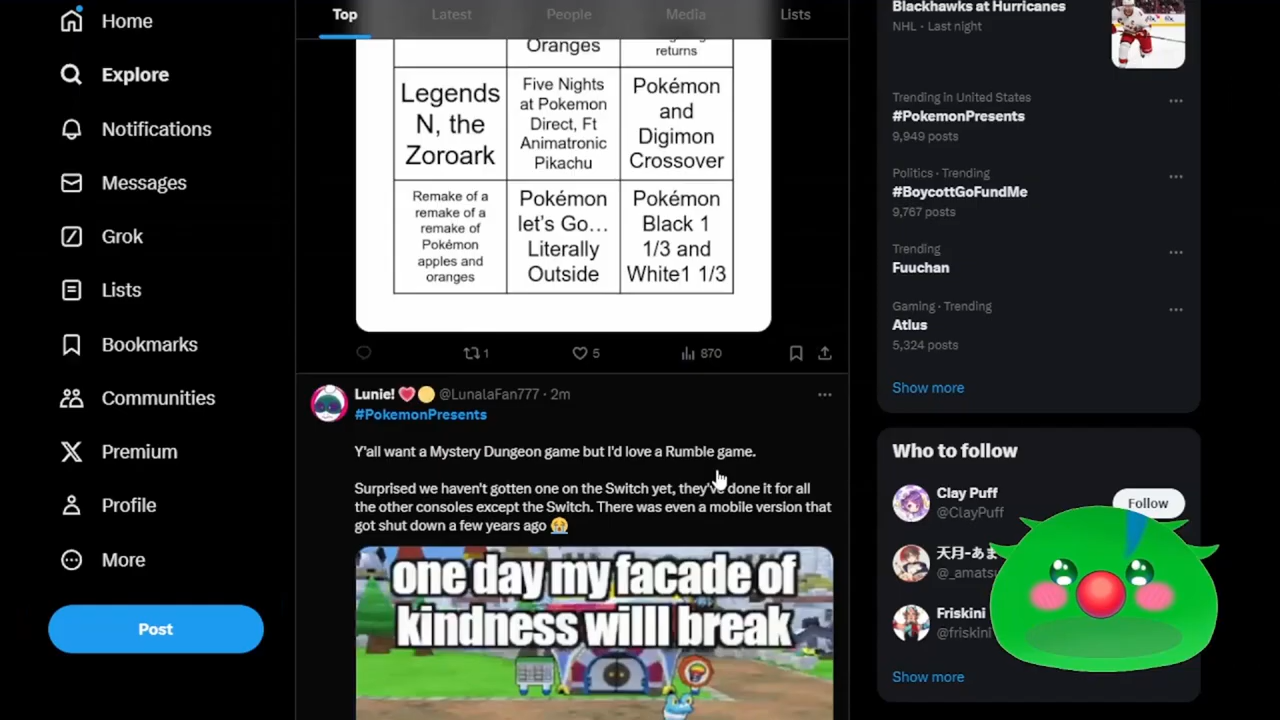 Home
Explore
Notifications
Messages
Grok
Lists
Bookmarks
Communities
Premium
Profile
More
Post
Top
Latest
People
Media
Lists
Oranges
returns
Legends
N, the
Zoroark
Five Nights
at Pokemon
Direct, Ft
Animatronic
Pikachu
Pokémon
and
Digimon
Crossover
Remake of a
remake of a
remake of
Pokémon
apples and
oranges
Pokémon
let's Go...
Literally
Outside
Pokémon
Black 1
1/3 and
White1 1/3
1
5
870
Lunie! @LunalaFan777 · 2m
#PokemonPresents
Y'all want a Mystery Dungeon game but I'd love a Rumble game.
Surprised we haven't gotten one on the Switch yet, they've done it for all
the other consoles except the Switch. There was even a mobile version that
got shut down a few years ago 😭
one day my facade of
kindness willl break
Blackhawks at Hurricanes
NHL · Last night
Trending in United States
#PokemonPresents
9,949 posts
Politics · Trending
#BoycottGoFundMe
9,767 posts
Trending
Fuuchan
Gaming · Trending
Atlus
5,324 posts
Show more
Who to follow
Clay Puff
@ClayPuff
Follow
天月-あま
@_amats
Friskini
@friskini
Show more